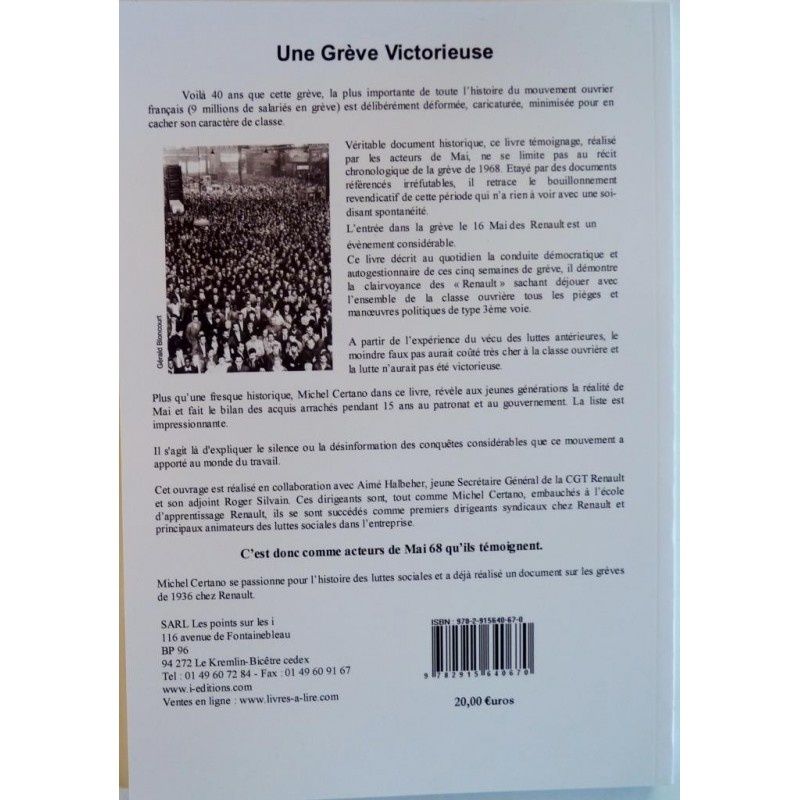 Une Grève Victorieuse
Voilà 40 ans que cette grève, la plus importante de toute l'histoire du mouvement ouvrier
français (9 millions de salariés en grève) est délibérément déformée, caricaturée, minimisée pour en
cacher son caractère de classe.
Véritable document historique, ce livre témoignage, réalisé
par les acteurs de Mai, ne se limite pas au récit
chronologique de la grève de 1968. Etayé par des documents
référencés irréfutables, il retrace le bouillonnement
revendicatif de cette période qui n'a rien à voir avec une soi-
disant spontanéité.
L'entrée dans la grève le 16 Mai des Renault est un
évènement considérable.
Ce livre décrit au quotidien la conduite démocratique et
autogestionnaire de ces cinq semaines de grève, il démontre
la clairvoyance des « Renault » sachant déjouer avec
l'ensemble de la classe ouvrière tous les pièges et
manœuvres politiques de type 3ème voie.
A partir de l'expérience du vécu des luttes antérieures, le
moindre faux pas aurait coûté très cher à la classe ouvrière et
la lutte n'aurait pas été victorieuse.
Gérald Bloncourt
Plus qu'une fresque historique, Michel Certano dans ce livre, révèle aux jeunes générations la réalité de
Mai et fait le bilan des acquis arrachés pendant 15 ans au patronat et au gouvernement. La liste est
impressionnante.
Il s'agit là d'expliquer le silence ou la désinformation des conquêtes considérables que ce mouvement a
apporté au monde du travail.
Cet ouvrage est réalisé en collaboration avec Aimé Halbeher, jeune Secrétaire Général de la CGT Renault
et son adjoint Roger Silvain. Ces dirigeants sont, tout comme Michel Certano, embauchés à l'école
d'apprentissage Renault, ils se sont succédés comme premiers dirigeants syndicaux chez Renault et
principaux animateurs des luttes sociales dans l'entreprise.
C'est donc comme acteurs de Mai 68 qu'ils témoignent.
Michel Certano se passionne pour l'histoire des luttes sociales et a déjà réalisé un document sur les grèves
de 1936 chez Renault.
SARL Les points sur les i
116 avenue de Fontainebleau
BP 96
94 272 Le Kremlin-Bicêtre cedex
Tel : 01 49 60 72 84 - Fax : 01 49 60 91 67
www.i-editions.com
Ventes en ligne : www.livres-a-lire.com
ISBN : 978-2-915640-67-0
9 782915 640670
20,00 €uros